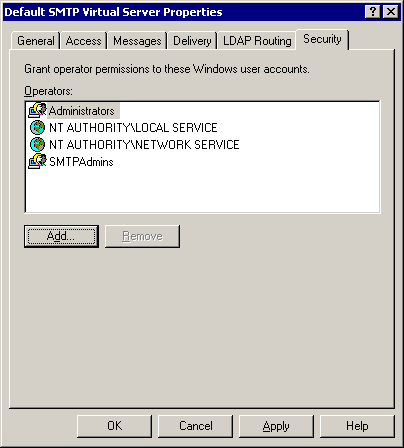 Default SMTP Virtual Server Properties
General Access Messages Delivery LDAP Routing Security
Grant operator permissions to these Windows user accounts.
Operators:
Administrators
NT AUTHORITY\LOCAL SERVICE
NT AUTHORITY\NETWORK SERVICE
SMTPAdmins
Add... Remove
OK Cancel Apply Help